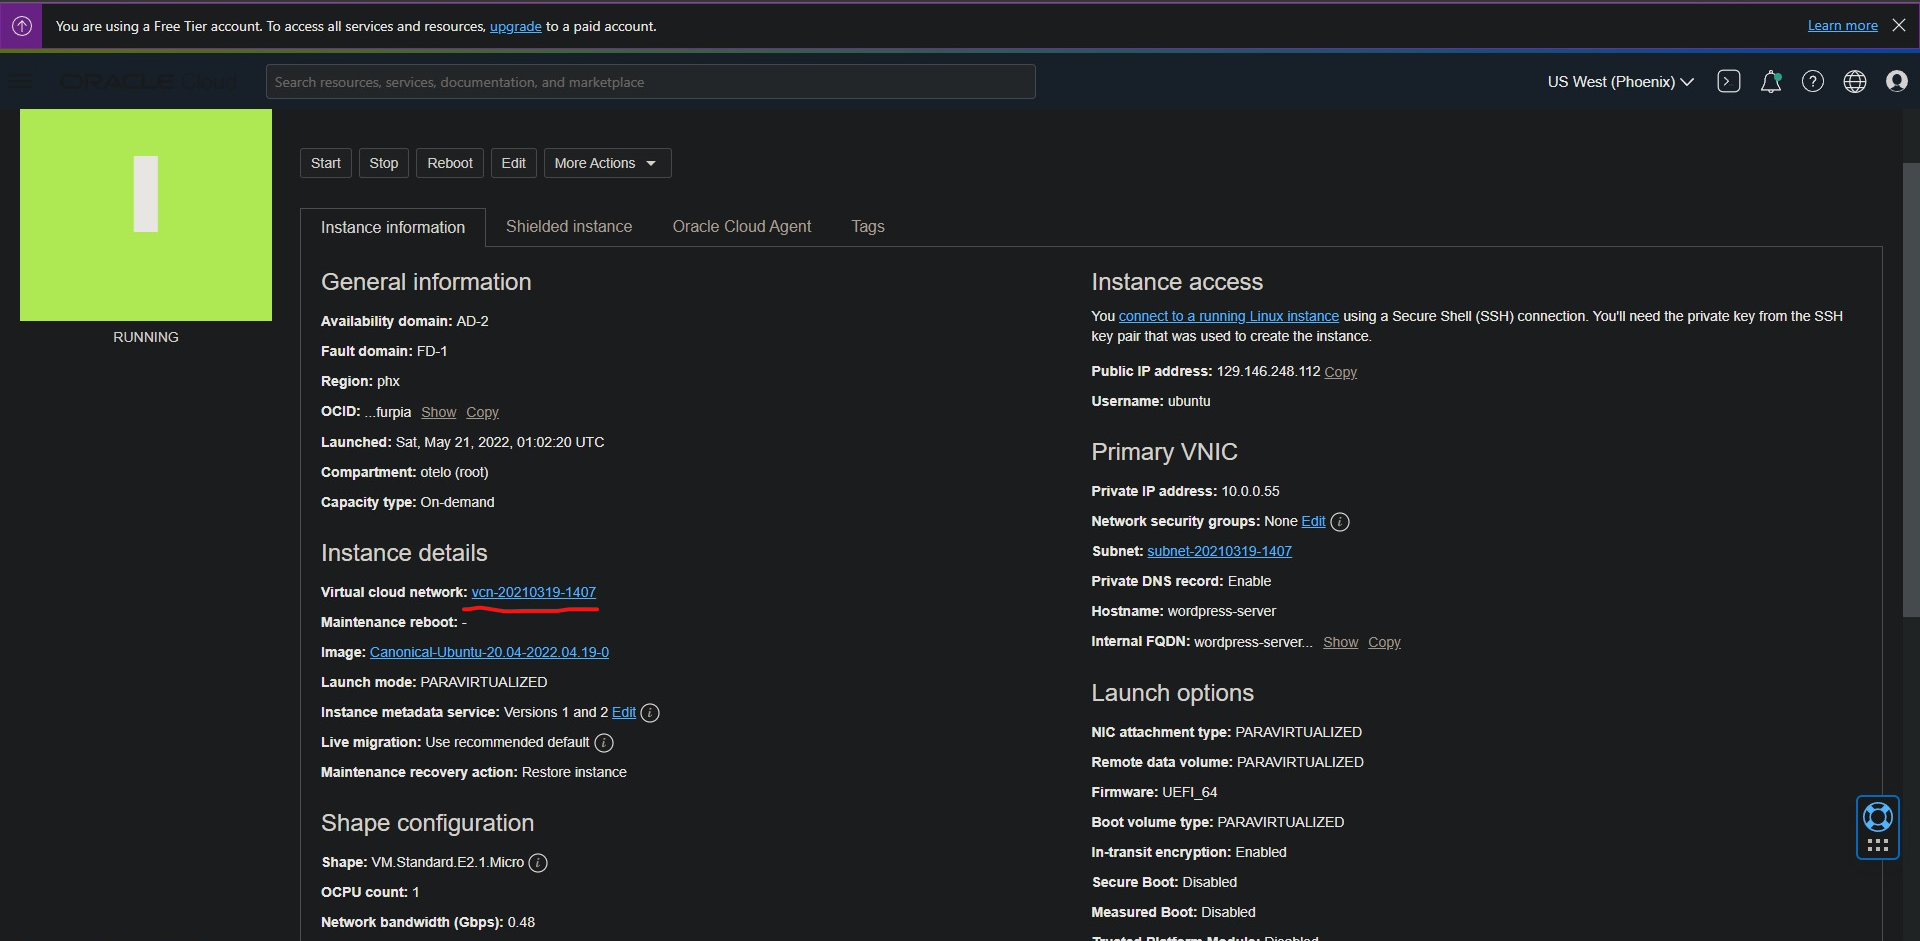 You are using a Free Tier account. To access all services and resources, upgrade to a paid account.
Learn more
ORACLE Cloud
Search resources, services, documentation, and marketplace
US West (Phoenix)
RUNNING
Start Stop Reboot Edit More Actions
Instance information Shielded instance Oracle Cloud Agent Tags
General information
Availability domain: AD-2
Fault domain: FD-1
Region: phx
OCID: ...furpia Show Copy
Launched: Sat, May 21, 2022, 01:02:20 UTC
Compartment: otelo (root)
Capacity type: On-demand
Instance details
Virtual cloud network: vcn-20210319-1407
Maintenance reboot: -
Image: Canonical-Ubuntu-20.04-2022.04.19-0
Launch mode: PARAVIRTUALIZED
Instance metadata service: Versions 1 and 2 Edit
Live migration: Use recommended default
Maintenance recovery action: Restore instance
Shape configuration
Shape: VM.Standard.E2.1.Micro
OCPU count: 1
Network bandwidth (Gbps): 0.48
Instance access
You connect to a running Linux instance using a Secure Shell (SSH) connection. You'll need the private key from the SSH
key pair that was used to create the instance.
Public IP address: 129.146.248.112 Copy
Username: ubuntu
Primary VNIC
Private IP address: 10.0.0.55
Network security groups: None Edit
Subnet: subnet-20210319-1407
Private DNS record: Enable
Hostname: wordpress-server
Internal FQDN: wordpress-server... Show Copy
Launch options
NIC attachment type: PARAVIRTUALIZED
Remote data volume: PARAVIRTUALIZED
Firmware: UEFI_64
Boot volume type: PARAVIRTUALIZED
In-transit encryption: Enabled
Secure Boot: Disabled
Measured Boot: Disabled
Trusted Platform Module: Disabled